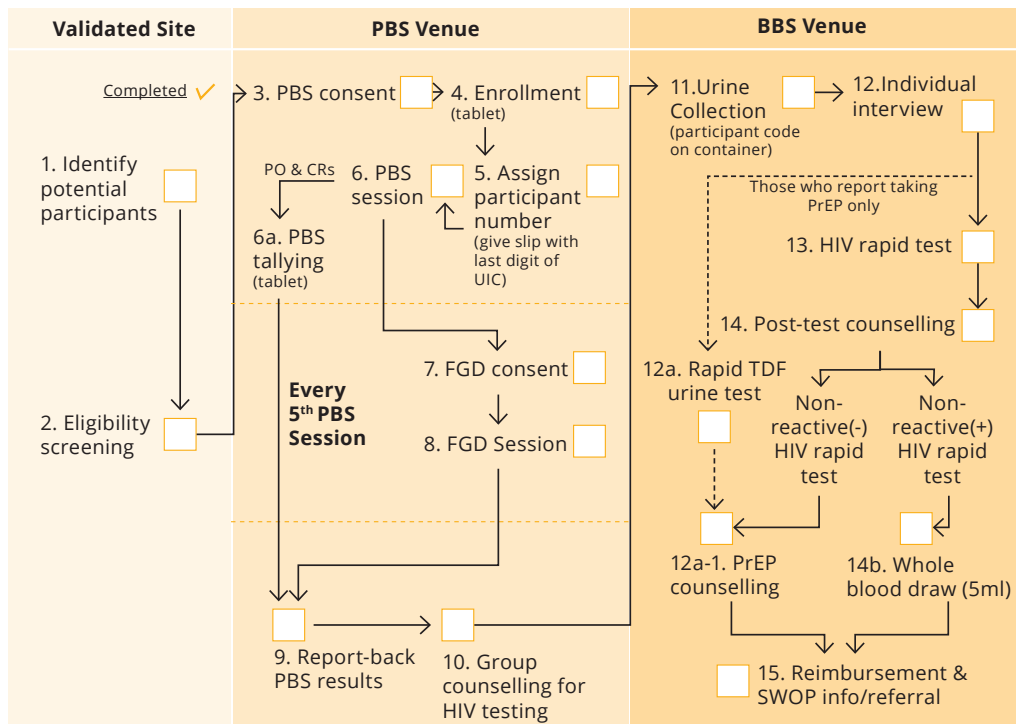 Validated Site
PBS Venue
BBS Venue
Completed
1. Identify
potential
participants
2. Eligibility
screening
3. PBS consent
4. Enrollment
(tablet)
5. Assign
participant
number
(give slip with
last digit of
UIC)
6. PBS
session
PO & CRs
6a. PBS
tallying
(tablet)
Every
5th PBS
Session
7. FGD consent
8. FGD Session
9. Report-back
PBS results
10. Group
counselling for
HIV testing
11.Urine
Collection
(participant code
on container)
12.Individual
interview
Those who report taking
PrEP only
13. HIV rapid test
14. Post-test counselling
12a. Rapid TDF
urine test
Non-
reactive(-)
HIV rapid
test
Non-
reactive(+)
HIV rapid
test
12a-1. PrEP
counselling
14b. Whole
blood draw (5ml)
15. Reimbursement &
SWOP info/referral